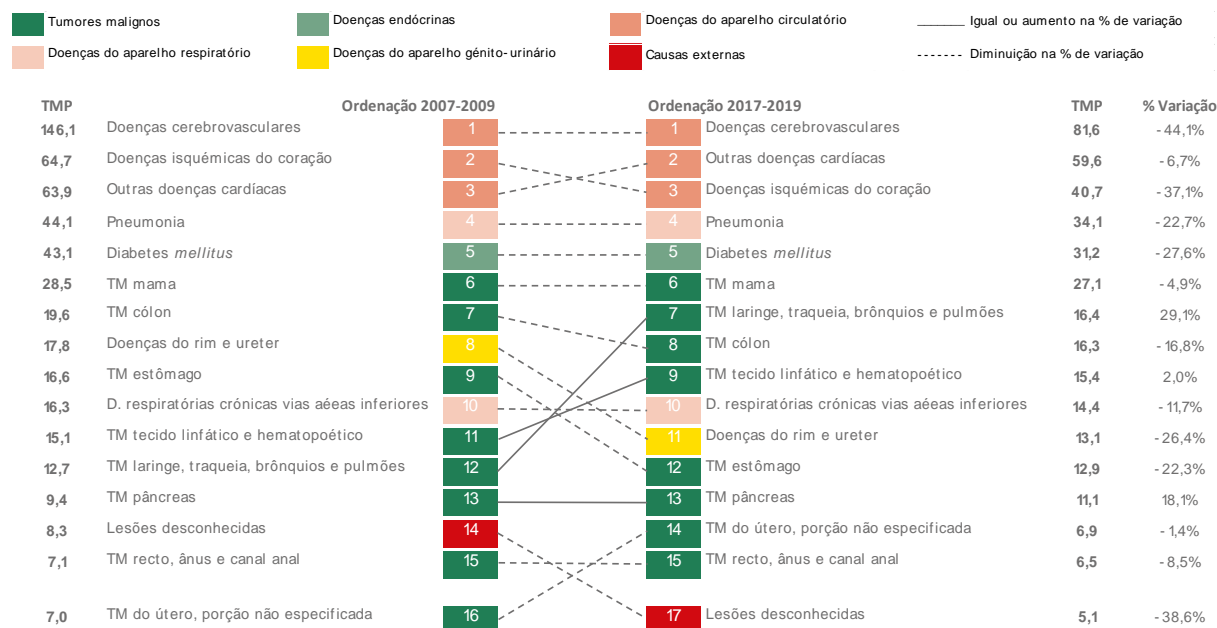 Tumores malignos Doenças endócrinas Doenças do aparelho circulatório Igual ou aumento na % de variação
Doenças do aparelho respiratório Doenças do aparelho génito-urinário Causas externas Diminuição na % de variação
TMP Ordenação 2007-2009 Ordenação 2017-2019 TMP % Variação
146,1 Doenças cerebrovasculares 1 1 Doenças cerebrovasculares 81,6 -44,1%
64,7 Doenças isquémicas do coração 2 2 Outras doenças cardíacas 59,6 -6,7%
63,9 Outras doenças cardíacas 3 3 Doenças isquémicas do coração 40,7 -37,1%
44,1 Pneumonia 4 4 Pneumonia 34,1 -22,7%
43,1 Diabetes mellitus 5 5 Diabetes mellitus 31,2 -27,6%
28,5 TM mama 6 6 TM mama 27,1 -4,9%
19,6 TM cólon 7 7 TM laringe, traqueia, brônquios e pulmões 16,4 29,1%
17,8 Doenças do rim e ureter 8 8 TM cólon 16,3 -16,8%
16,6 TM estômago 9 9 TM tecido linfático e hematopoético 15,4 2,0%
16,3 D. respiratórias crónicas vias aéeas inferiores 10 10 D. respiratórias crónicas vias aéeas inferiores 14,4 -11,7%
15,1 TM tecido linfático e hematopoético 11 11 Doenças do rim e ureter 13,1 -26,4%
12,7 TM laringe, traqueia, brônquios e pulmões 12 12 TM estômago 12,9 -22,3%
9,4 TM pâncreas 13 13 TM pâncreas 11,1 18,1%
8,3 Lesões desconhecidas 14 14 TM do útero, porção não especificada 6,9 -1,4%
7,1 TM recto, ânus e canal anal 15 15 TM recto, ânus e canal anal 6,5 -8,5%
7,0 TM do útero, porção não especificada 16 17 Lesões desconhecidas 5,1 -38,6%